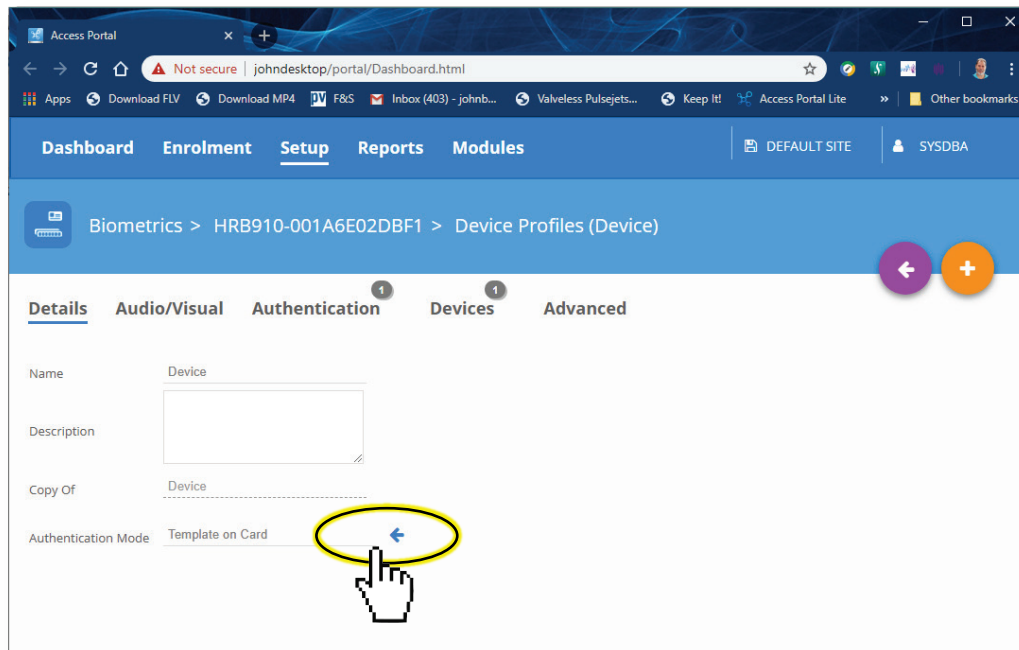 Access Portal
Not secure | johndesktop/portal/Dashboard.html
Apps Download FLV Download MP4 F&S Inbox (403) - johnb... Valveless Pulsejets... Keep It! Access Portal Lite » Other bookmarks
Dashboard Enrolment Setup Reports Modules DEFAULT SITE SYSDBA
Biometrics > HRB910-001A6E02DBF1 > Device Profiles (Device)
Details Audio/Visual Authentication 1 Devices 1 Advanced
Name Device
Description
Copy Of Device
Authentication Mode Template on Card